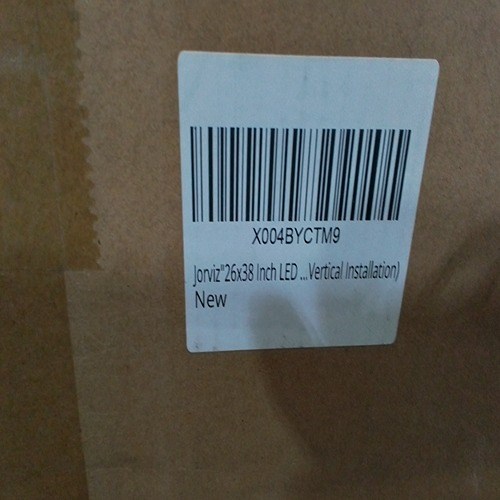 X004BYCTM9
Jorviz"26x38 Inch LED ...Vertical Installation)
New